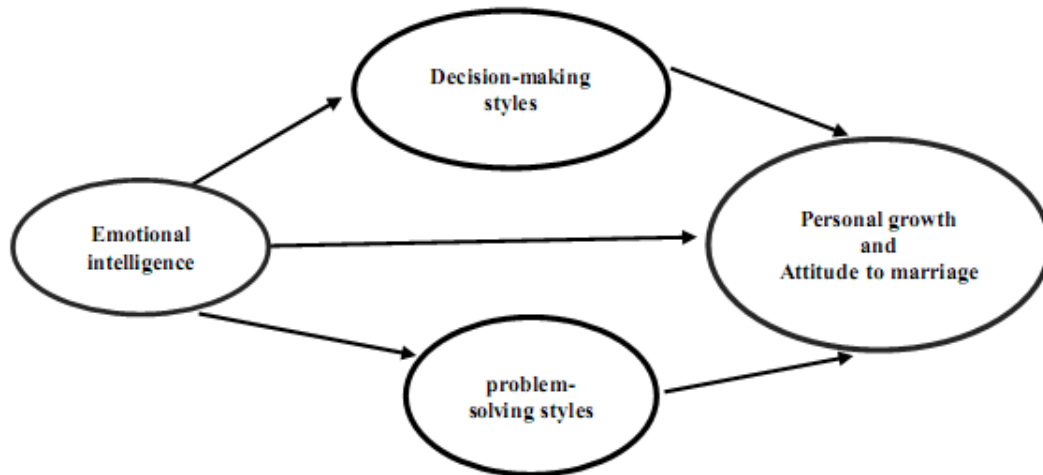 Decision-making
styles
Emotional
intelligence
Personal growth
and
Attitude to marriage
problem-
solving styles